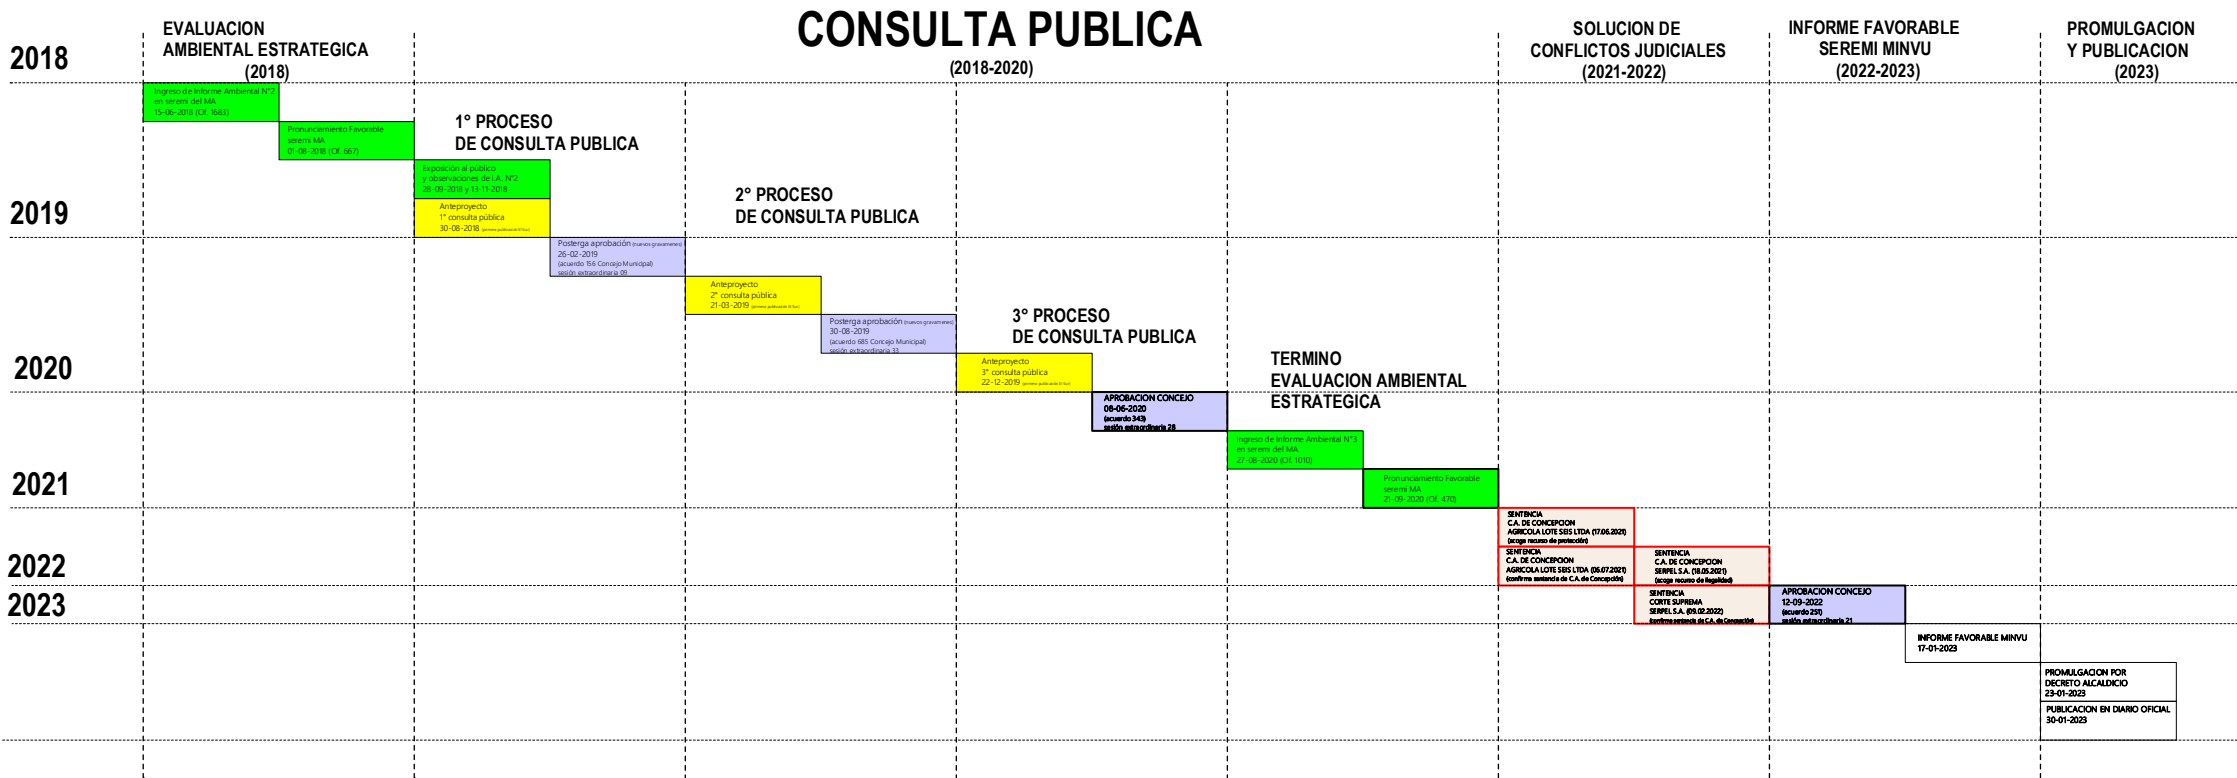 CONSULTA PUBLICA
(2018-2020)
EVALUACION
AMBIENTAL ESTRATEGICA
(2018)
SOLUCION DE
CONFLICTOS JUDICIALES
(2021-2022)
INFORME FAVORABLE
SEREMI MINVU
(2022-2023)
PROMULGACION
Y PUBLICACION
(2023)
2018
Ingreso de Informe Ambiental N°2
en seremi del MA
15-06-2018 (Of. 1683)
Pronunciamiento Favorable
seremi MA
01-08-2018 (Of. 667)
1° PROCESO
DE CONSULTA PUBLICA
Exposición al público
y observaciones de I.A. N°2
28-09-2018 y 13-11-2018
2019
Anteproyecto
1° consulta pública
30-08-2018
2° PROCESO
DE CONSULTA PUBLICA
Posterga aprobación (nuevos gravamenes)
26-02-2019
(acuerdo 156 Concejo Municipal)
sesión extraordinaria 09
Anteproyecto
2° consulta pública
21-03-2019
Posterga aprobación (nuevos gravamenes)
30-08-2019
(acuerdo 685 Concejo Municipal)
sesión extraordinaria 33
3° PROCESO
DE CONSULTA PUBLICA
2020
Anteproyecto
3° consulta pública
22-12-2019
TERMINO
EVALUACION AMBIENTAL
ESTRATEGICA
APROBACION CONCEJO
08-06-2020
(acuerdo 343)
sesión extraordinaria 28
Ingreso de Informe Ambiental N°3
en seremi del MA
27-08-2020 (Of. 1010)
2021
Pronunciamiento Favorable
seremi MA
21-09-2020 (Of. 470)
SENTENCIA
C.A. DE CONCEPCION
AGRICOLA LOTE SEIS LTDA (17.06.2021)
(acoge recurso de protección)
2022
SENTENCIA
C.A. DE CONCEPCION
AGRICOLA LOTE SEIS LTDA (06.07.2021)
(confirma sentencia de C.A. de Concepción)
SENTENCIA
C.A. DE CONCEPCION
SERPEL S.A. (18.05.2021)
(acoge recurso de ilegalidad)
2023
SENTENCIA
CORTE SUPREMA
SERPEL S.A. (09.02.2022)
(confirma sentencia de C.A. de Concepción)
APROBACION CONCEJO
12-09-2022
(acuerdo 251)
sesión extraordinaria 21
INFORME FAVORABLE MINVU
17-01-2023
PROMULGACION POR
DECRETO ALCALDICIO
23-01-2023
PUBLICACION EN DIARIO OFICIAL
30-01-2023